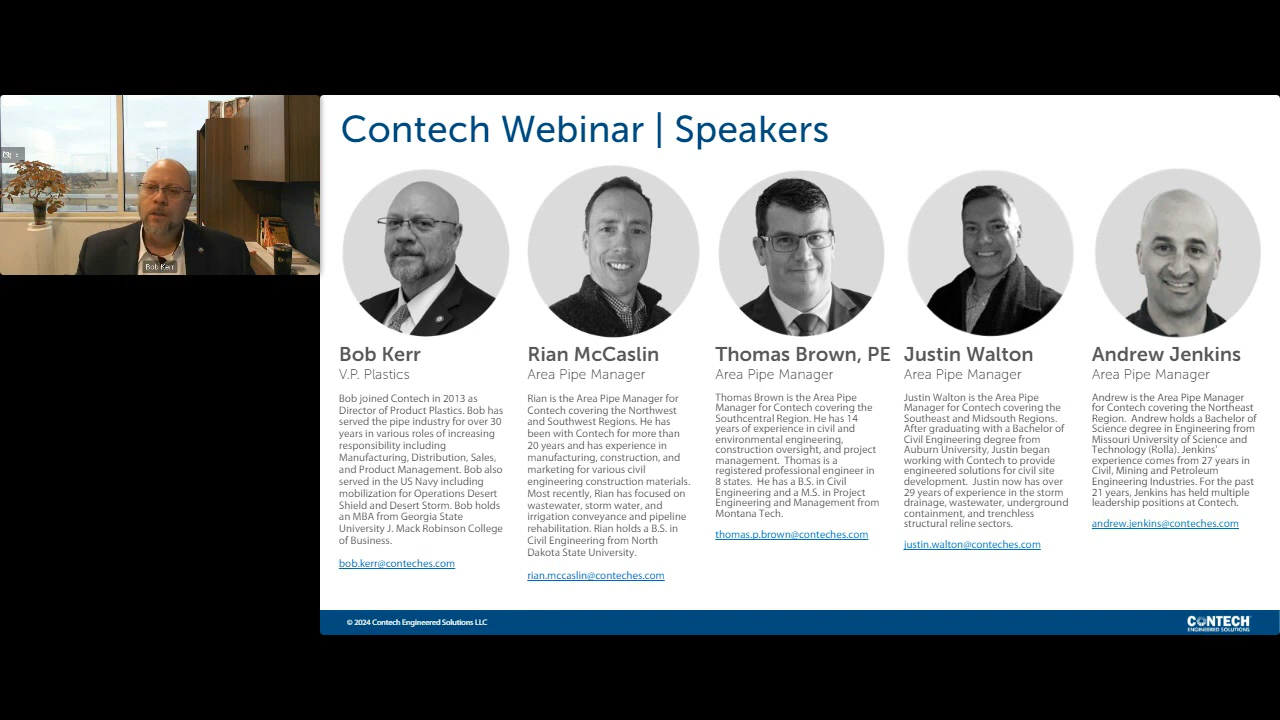 Bob Kerr
Contech Webinar | Speakers
Bob Kerr
V.P. Plastics
Bob joined Contech in 2013 as
Director of Product Plastics. Bob has
served the pipe industry for over 30
years in various roles of increasing
responsibility including
Manufacturing, Distribution, Sales,
and Product Management. Bob also
served in the US Navy including
mobilization for Operations Desert
Shield and Desert Storm. Bob holds
an MBA from Georgia State
University J. Mack Robinson College
of Business.
bob.kerr@conteches.com
Rian McCaslin
Area Pipe Manager
Rian is the Area Pipe Manager for
Contech covering the Northwest
and Southwest Regions. He has
been with Contech for more than
20 years and has experience in
manufacturing, construction, and
marketing for various civil
engineering construction materials.
Most recently, Rian has focused on
wastewater, storm water, and
irrigation conveyance and pipeline
rehabilitation. Rian holds a B.S. in
Civil Engineering from North
Dakota State University.
rian.mccaslin@conteches.com
Thomas Brown, PE
Area Pipe Manager
Thomas Brown is the Area Pipe
Manager for Contech covering the
Southcentral Region. He has 14
years of experience in civil and
environmental engineering,
construction oversight, and project
management. Thomas is a
registered professional engineer in
8 states. He has a B.S. in Civil
Engineering and a M.S. in Project
Engineering and Management from
Montana Tech.
thomas.p.brown@conteches.com
Justin Walton
Area Pipe Manager
Justin Walton is the Area Pipe
Manager for Contech covering the
Southeast and Midsouth Regions.
After graduating with a Bachelor of
Civil Engineering degree from
Auburn University, Justin began
working with Contech to provide
engineered solutions for civil site
development. Justin now has over
29 years of experience in the storm
drainage, wastewater, underground
containment, and trenchless
structural reline sectors.
justin.walton@conteches.com
Andrew Jenkins
Area Pipe Manager
Andrew is the Area Pipe Manager
for Contech covering the Northeast
Region. Andrew holds a Bachelor of
Science degree in Engineering from
Missouri University of Science and
Technology (Rolla). Jenkins'
experience comes from 27 years in
Civil, Mining and Petroleum
Engineering Industries. For the past
21 years, Jenkins has held multiple
leadership positions at Contech.
andrew.jenkins@conteches.com
© 2024 Contech Engineered Solutions LLC
CONTECH
ENGINEERED SOLUTIONS